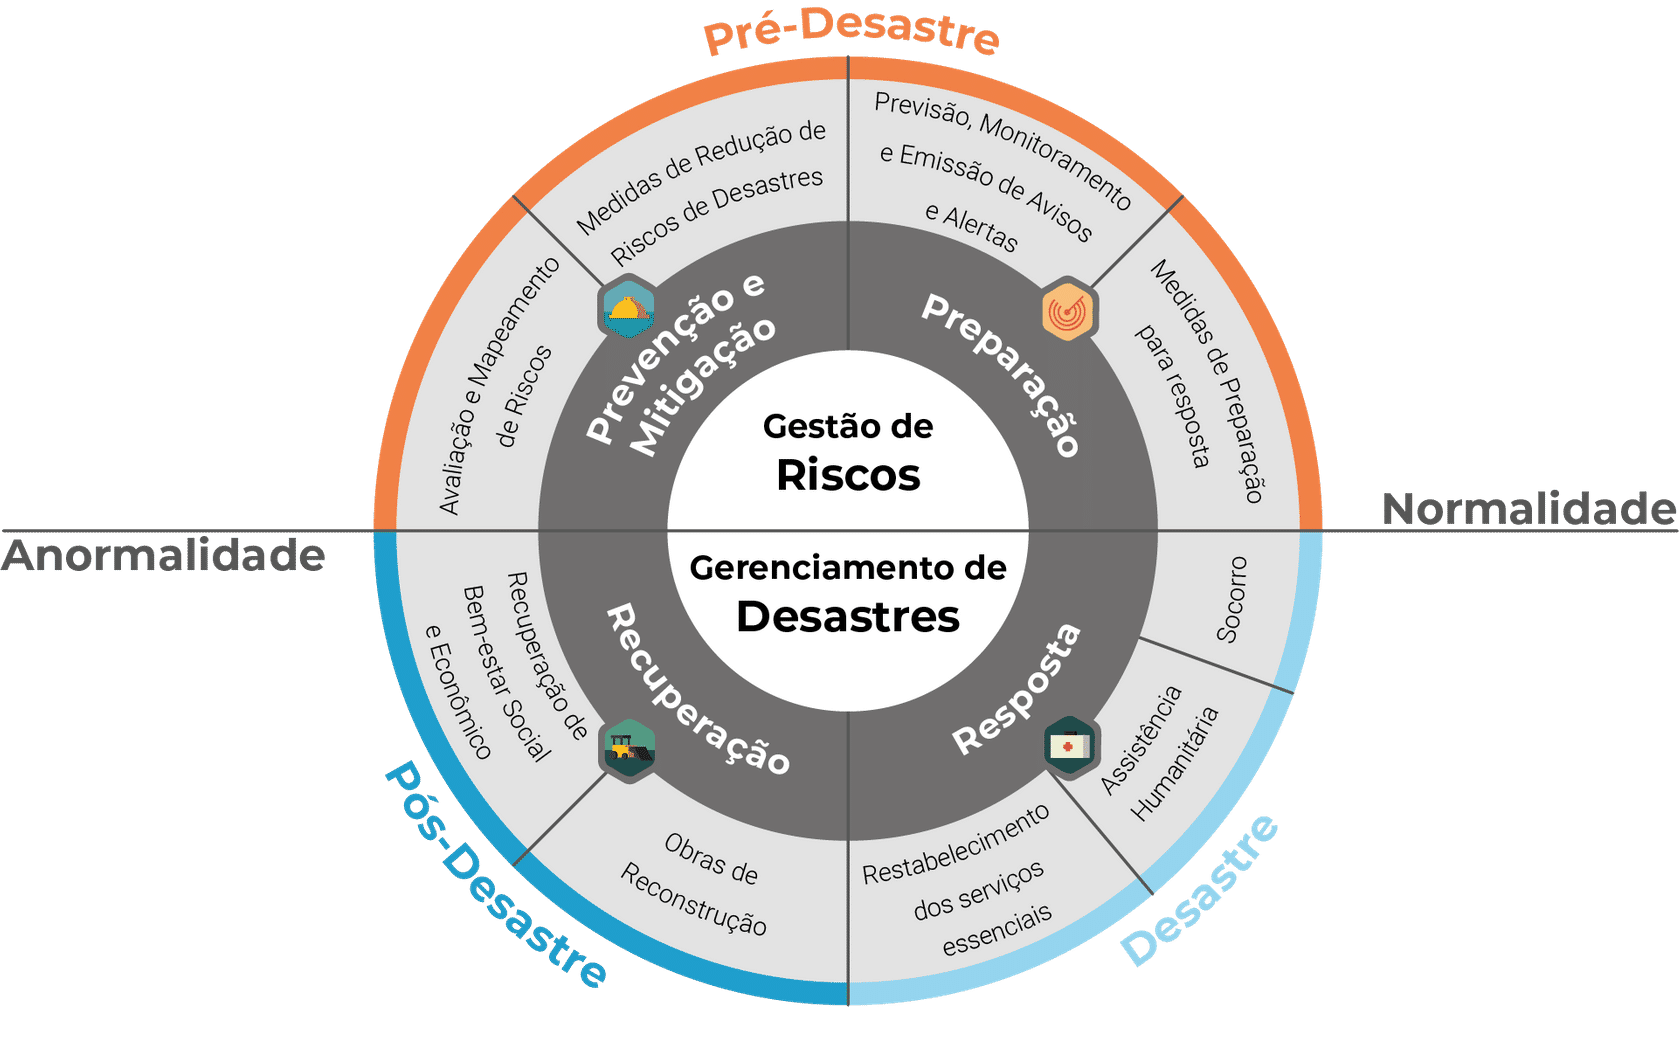 Pré-Desastre
Medidas de Redução de
Riscos de Desastres
Previsão, Monitoramento
e Emissão de Avisos
e Alertas
Avaliação e Mapeamento
de Riscos
Medidas de Preparação
para resposta
Prevenção e
Mitigação
Preparação
Gestão de
Riscos
Normalidade
Anormalidade
Gerenciamento de
Desastres
Recuperação
Resposta
Socorro
Assistência
Humanitária
Restabelecimento
dos serviços
essenciais
Obras de
Reconstrução
Recuperação de
Bem-estar Social
e Econômico
Pós-Desastre
Desastre